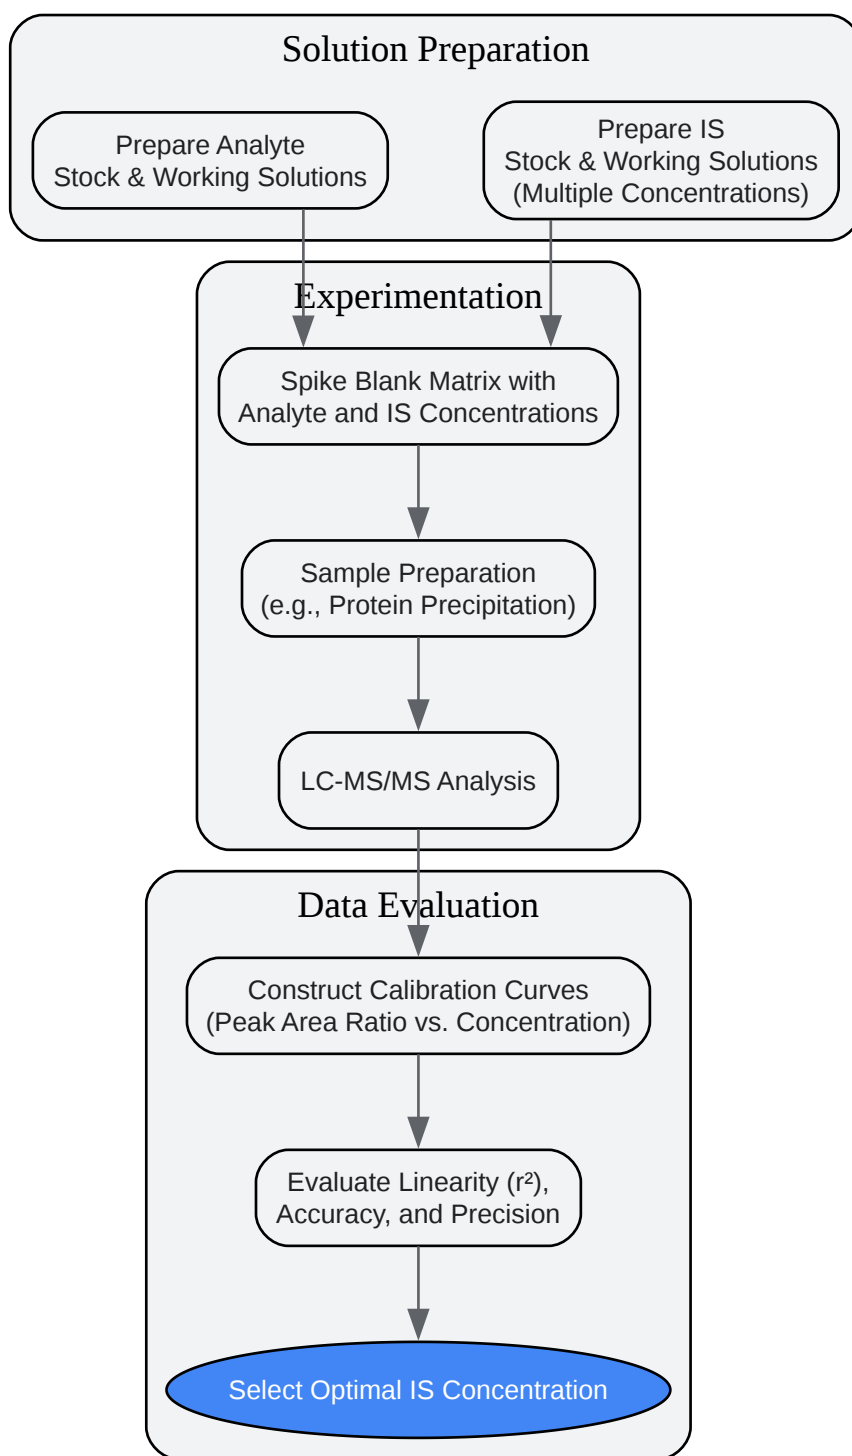 Solution Preparation
Prepare Analyte
Stock & Working Solutions
Prepare IS
Stock & Working Solutions
(Multiple Concentrations)
Experimentation
Spike Blank Matrix with
Analyte and IS Concentrations
Sample Preparation
(e.g., Protein Precipitation)
LC-MS/MS Analysis
Data Evaluation
Construct Calibration Curves
(Peak Area Ratio vs. Concentration)
Evaluate Linearity (r²),
Accuracy, and Precision
Select Optimal IS Concentration